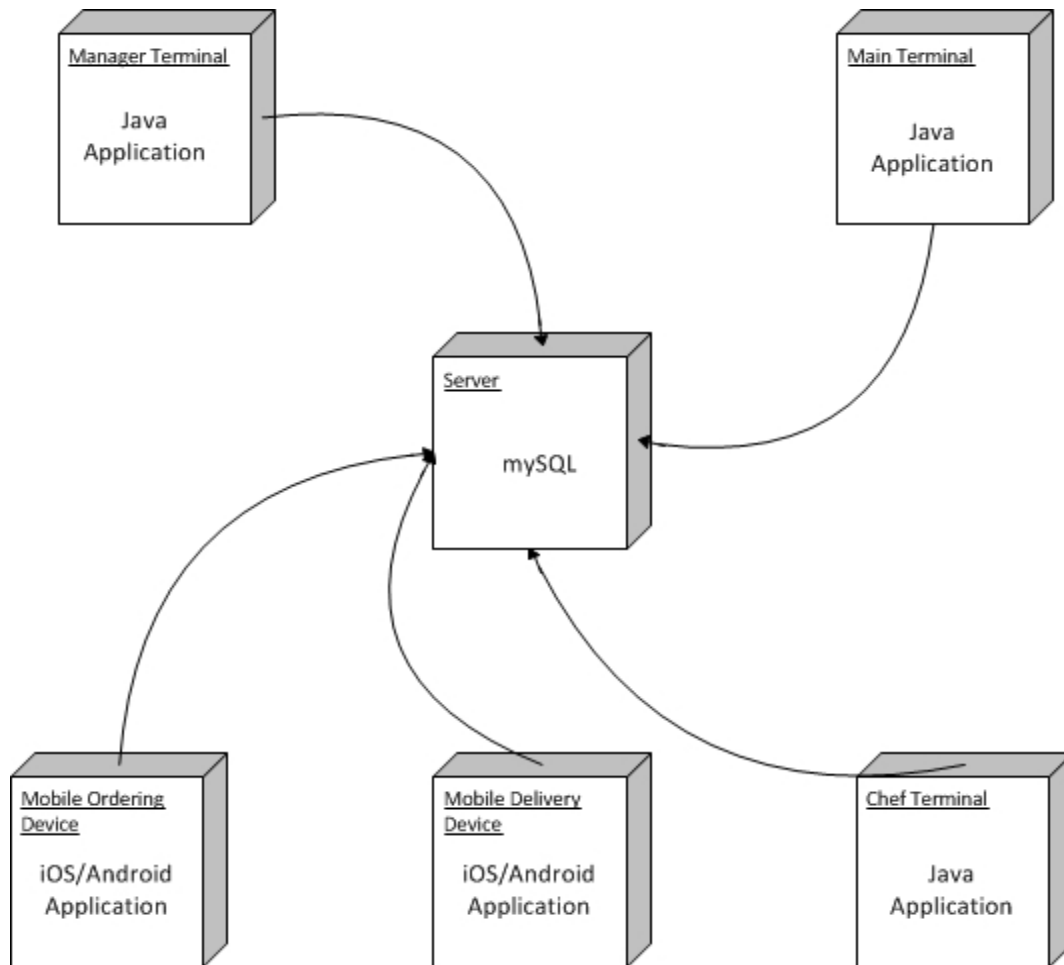 Manager Terminal
Java
Application
Main Terminal
Java
Application
Server
mySQL
Mobile Ordering
Device
iOS/Android
Application
Mobile Delivery
Device
iOS/Android
Application
Chef Terminal
Java
Application